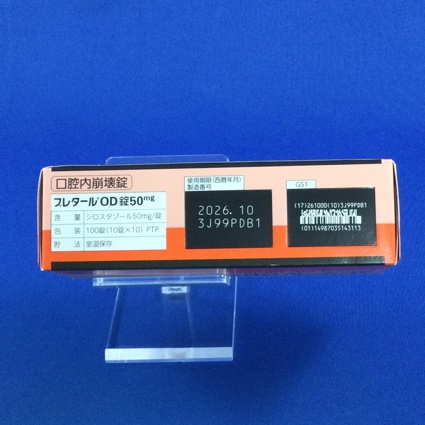 口腔内崩壊錠
プレタール®OD錠50mg
含 量 シロスタゾール50mg/錠
包 装 100錠(10錠×10) PTP
貯 法 室温保存
使用期限(西暦年月)
製造番号
2026.10
3J99PDB1
GS1
(17)261000(10)3J99PDB1
(01)14987035143113